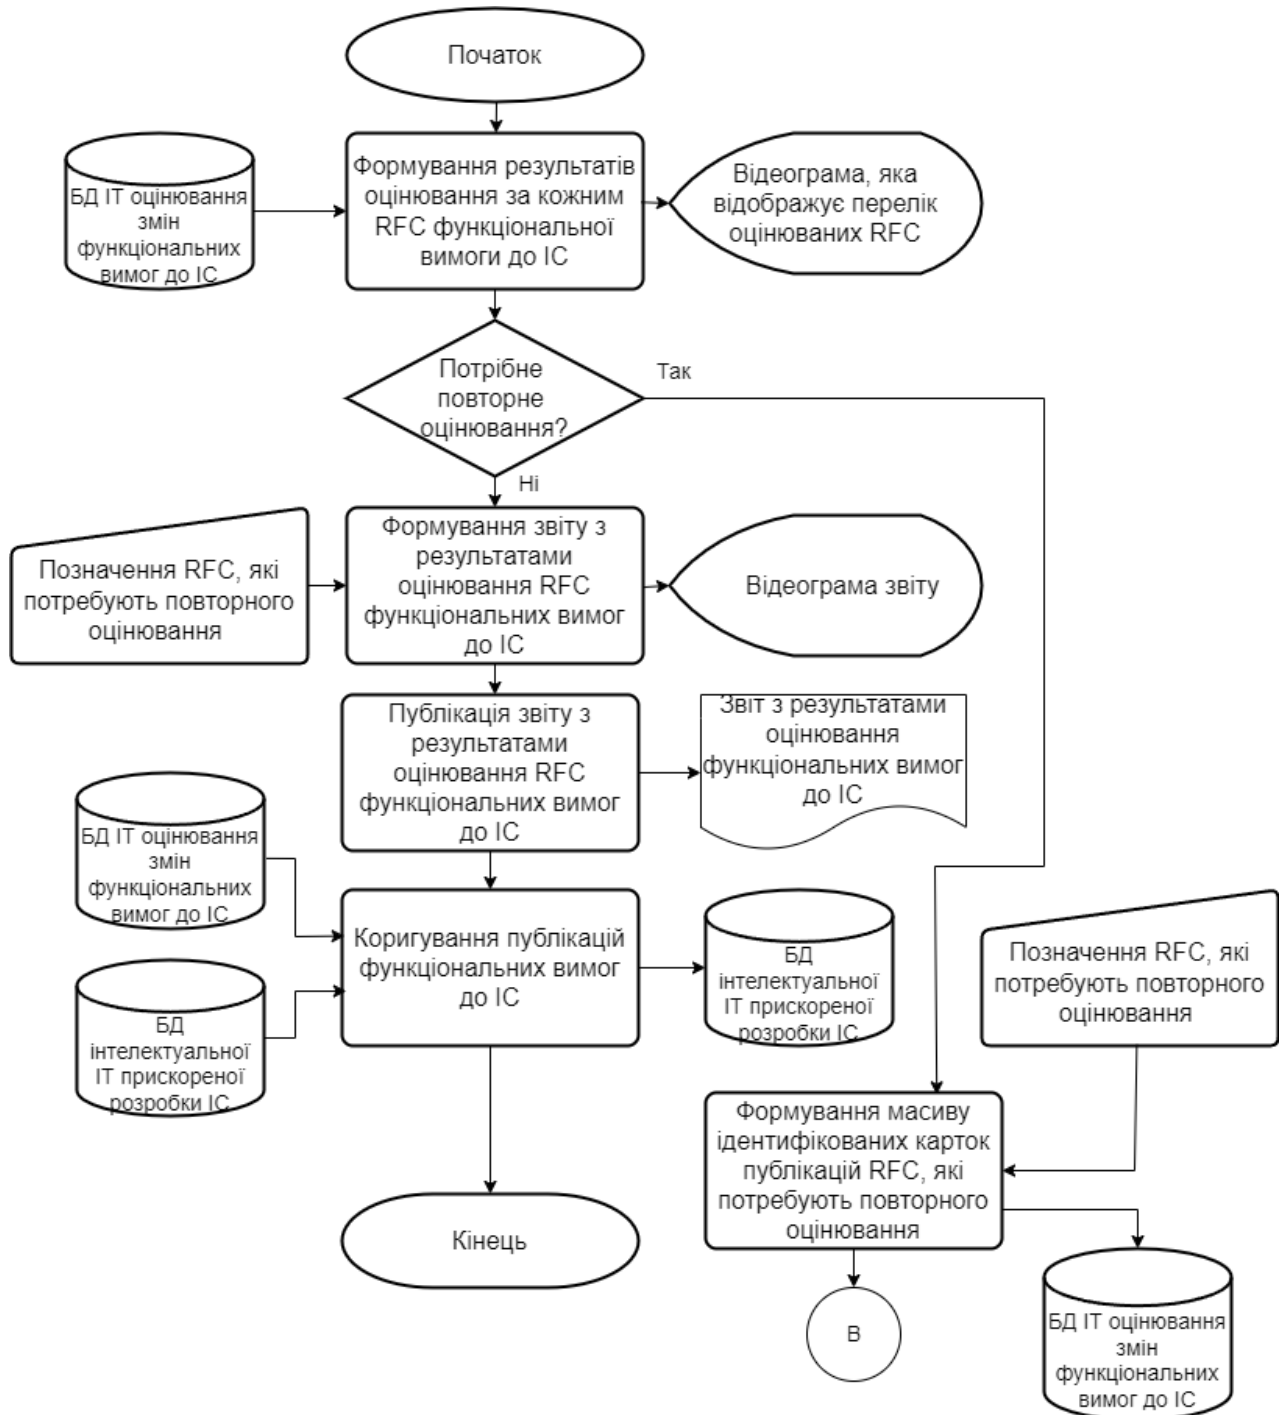 Початок
БД ІТ оцінювання
змін
функціональних
вимог до ІС
Формування результатів
оцінювання за кожним
RFC функціональної
вимоги до ІС
Відеограма, яка
відображує перелік
оцінюваних RFC
Потрібне
повторне
оцінювання?
Так
Ні
Позначення RFC, які
потребують повторного
оцінювання
Формування звіту з
результатами
оцінювання RFC
функціональних вимог
до ІС
Відеограма звіту
Публікація звіту з
результатами
оцінювання RFC
функціональних вимог
до ІС
Звіт з результатами
оцінювання
функціональних вимог
до ІС
БД ІТ оцінювання
змін
функціональних
вимог до ІС
БД
інтелектуальної
ІТ прискореної
розробки ІС
Коригування публікацій
функціональних вимог
до ІС
БД
інтелектуальної
ІТ прискореної
розробки ІС
Позначення RFC, які
потребують повторного
оцінювання
Формування масиву
ідентифікованих карток
публікацій RFC, які
потребують повторного
оцінювання
Кінець
В
БД ІТ оцінювання
змін
функціональних
вимог до ІС